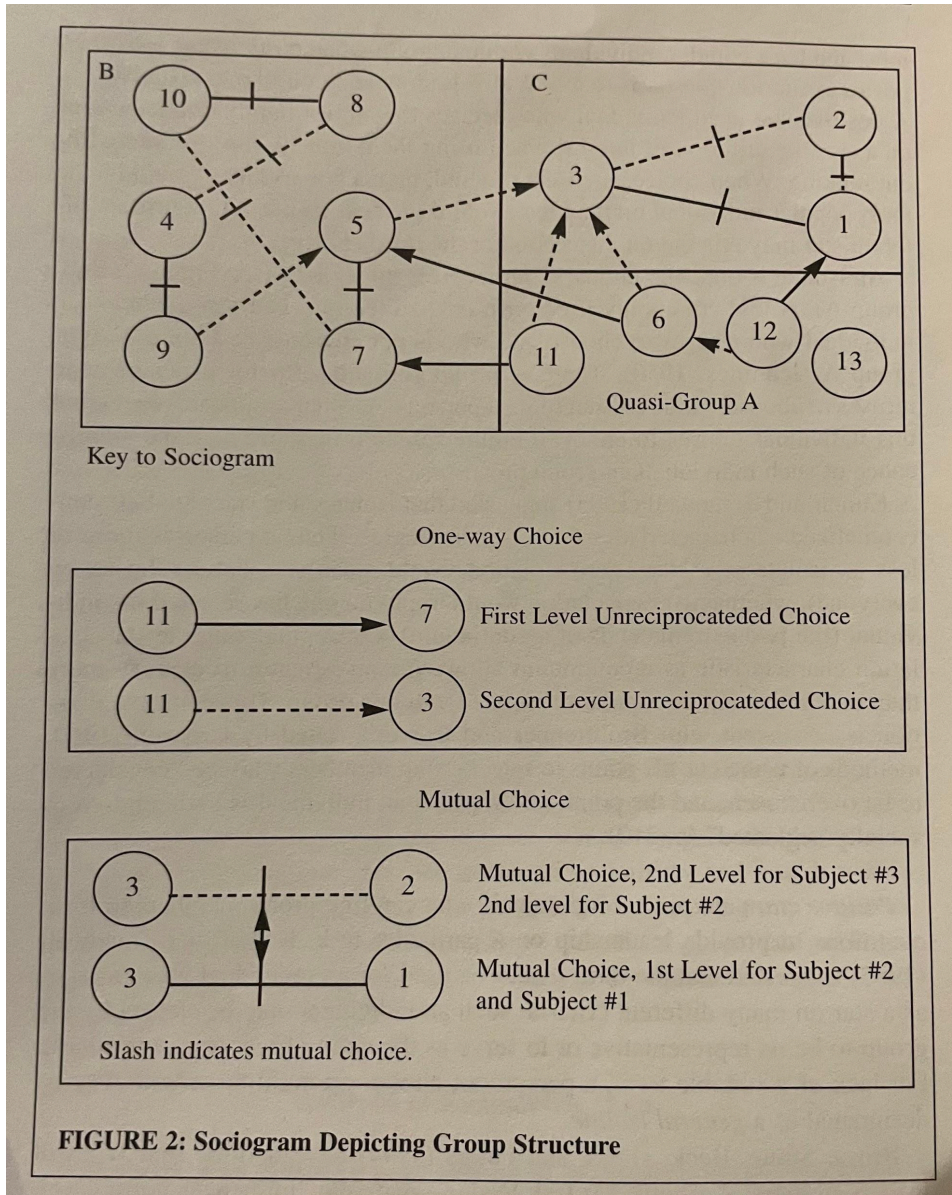 B
C
10
8
2
3
4
5
1
9
7
11
6
12
13
Quasi-Group A
Key to Sociogram
One-way Choice
11 7 First Level Unreciprocateded Choice
11 3 Second Level Unreciprocateded Choice
Mutual Choice
3 2 Mutual Choice, 2nd Level for Subject #3
2nd level for Subject #2
3 1 Mutual Choice, 1st Level for Subject #2
and Subject #1
Slash indicates mutual choice.
FIGURE 2: Sociogram Depicting Group Structure